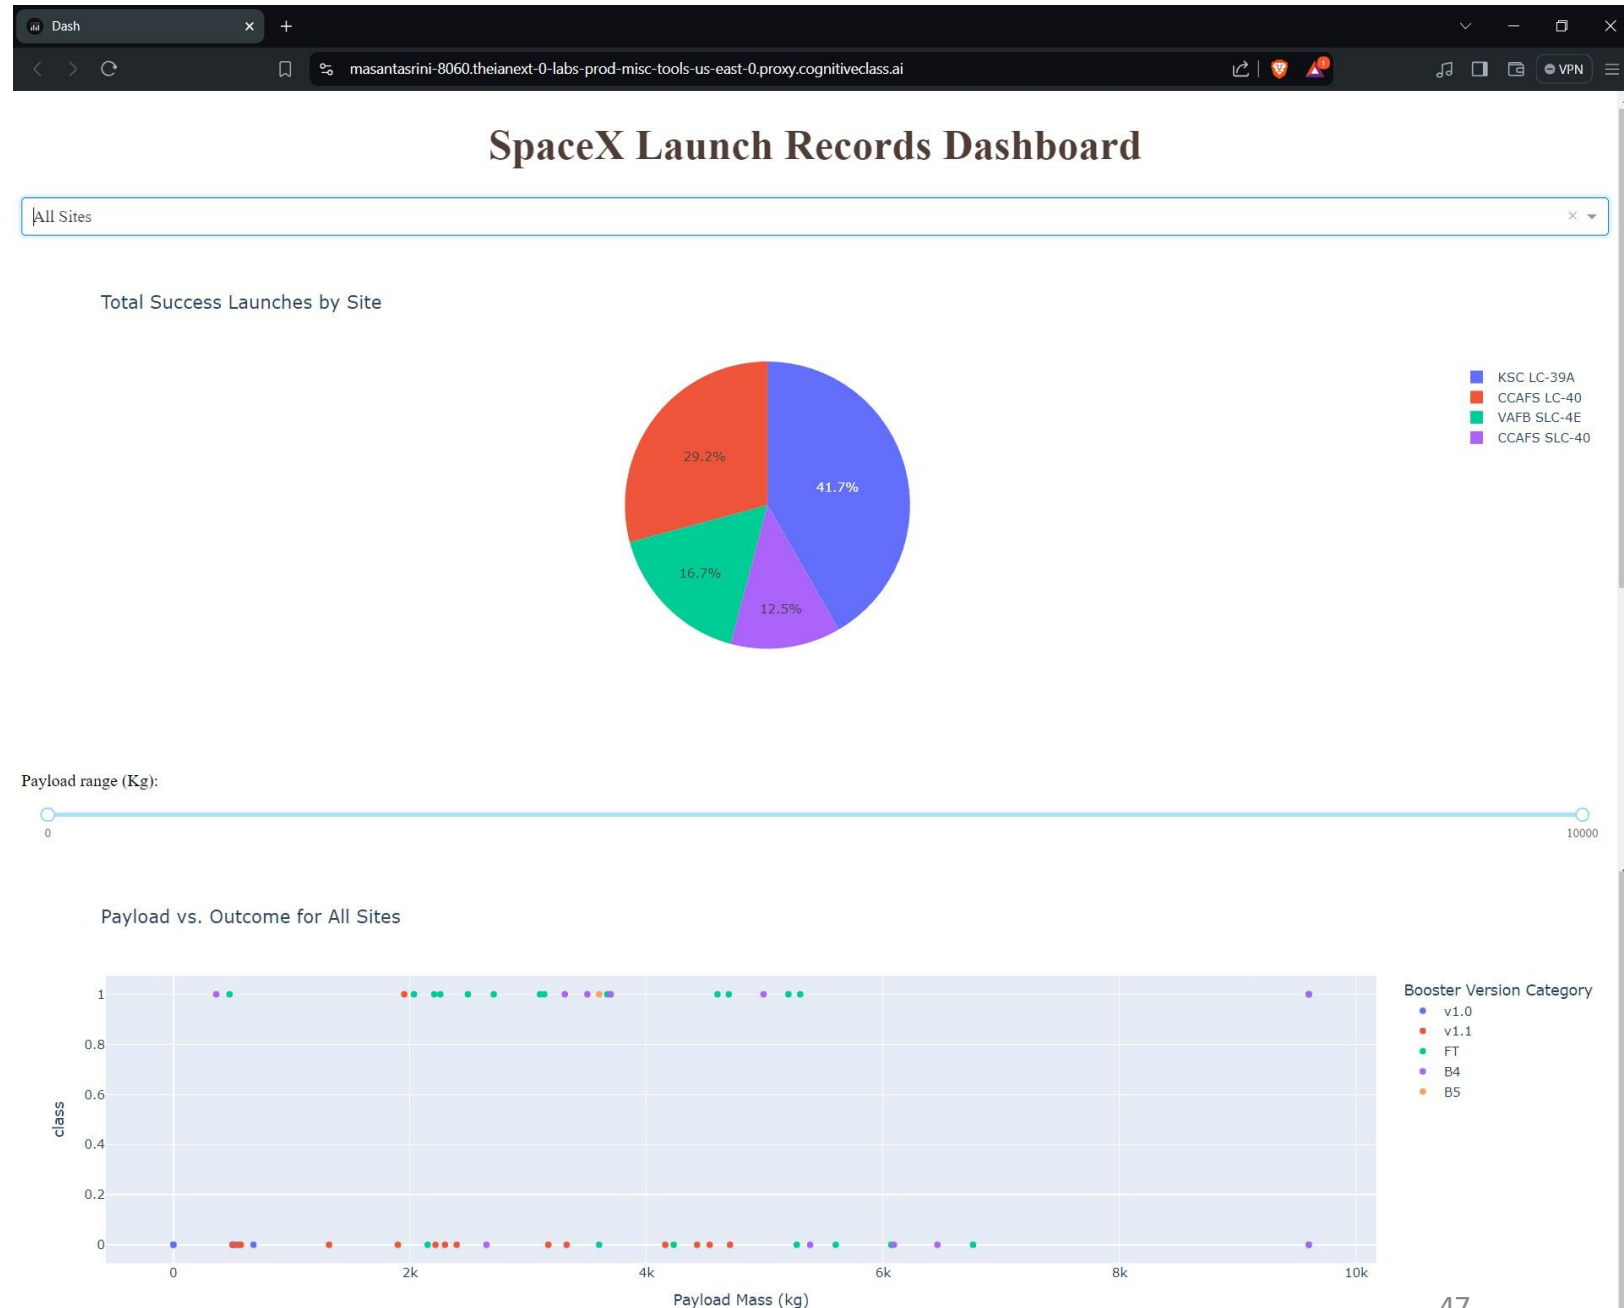 Dash
masantasrini-8060.theianext-0-labs-prod-misc-tools-us-east-0.proxy.cognitiveclass.ai
1
VPN
SpaceX Launch Records Dashboard
All Sites
Total Success Launches by Site
KSC LC-39A
CCAFS LC-40
VAFB SLC-4E
CCAFS SLC-40
29.2%
41.7%
16.7%
12.5%
Payload range (Kg):
0
10000
Payload vs. Outcome for All Sites
Booster Version Category
v1.0
v1.1
FT
B4
B5
1
0.8
0.6
0.4
0.2
0
class
0
2k
4k
6k
8k
10k
Payload Mass (kg)
47